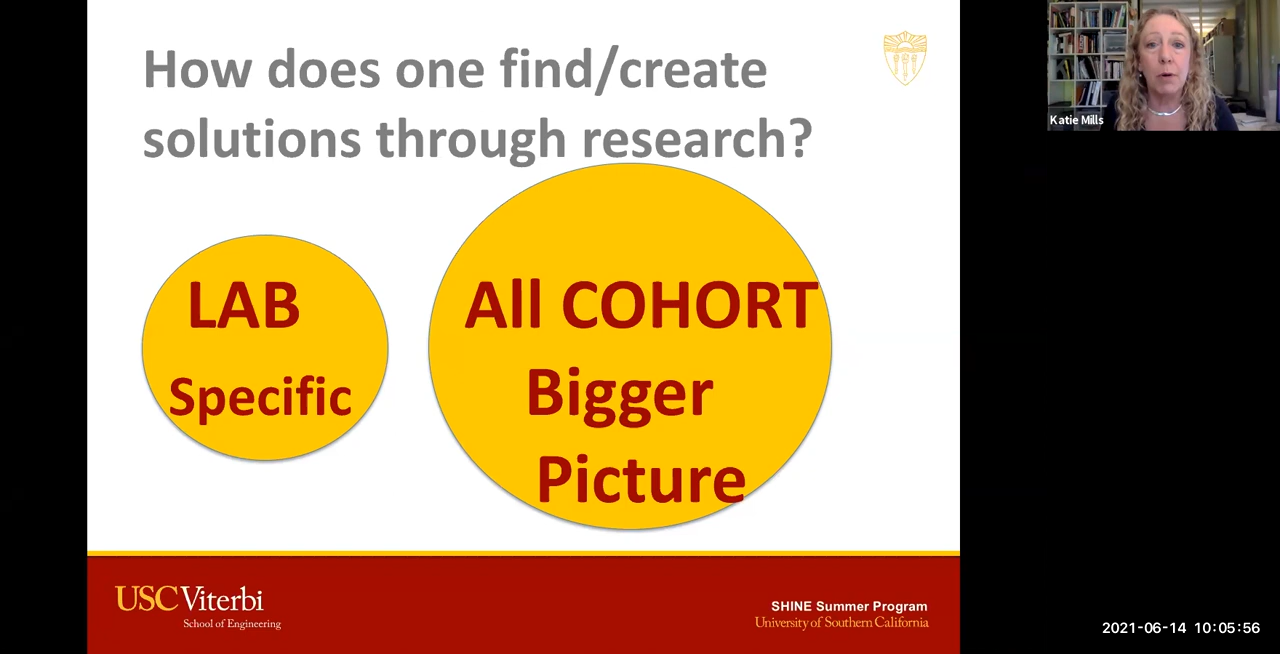 How does one find/create
solutions through research?
LAB
Specific
All COHORT
Bigger
Picture
USC Viterbi
School of Engineering
SHINE Summer Program
University of Southern California
Katie Mills
2021-06-14 10:05:56